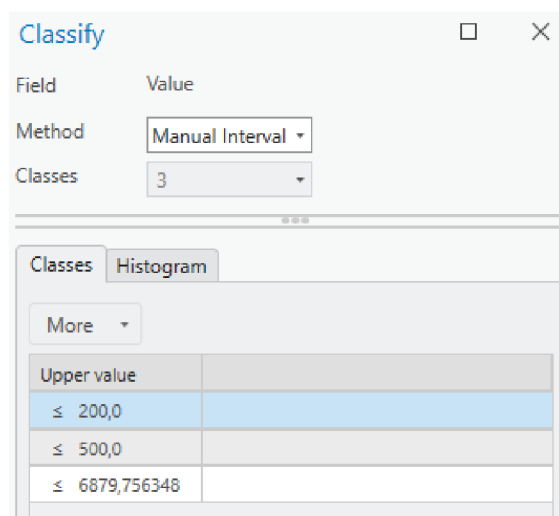 Classify
Field Value
Method Manual Interval
Classes 3
Classes Histogram
More
Upper value
≤ 200,0
≤ 500,0
≤ 6879,756348